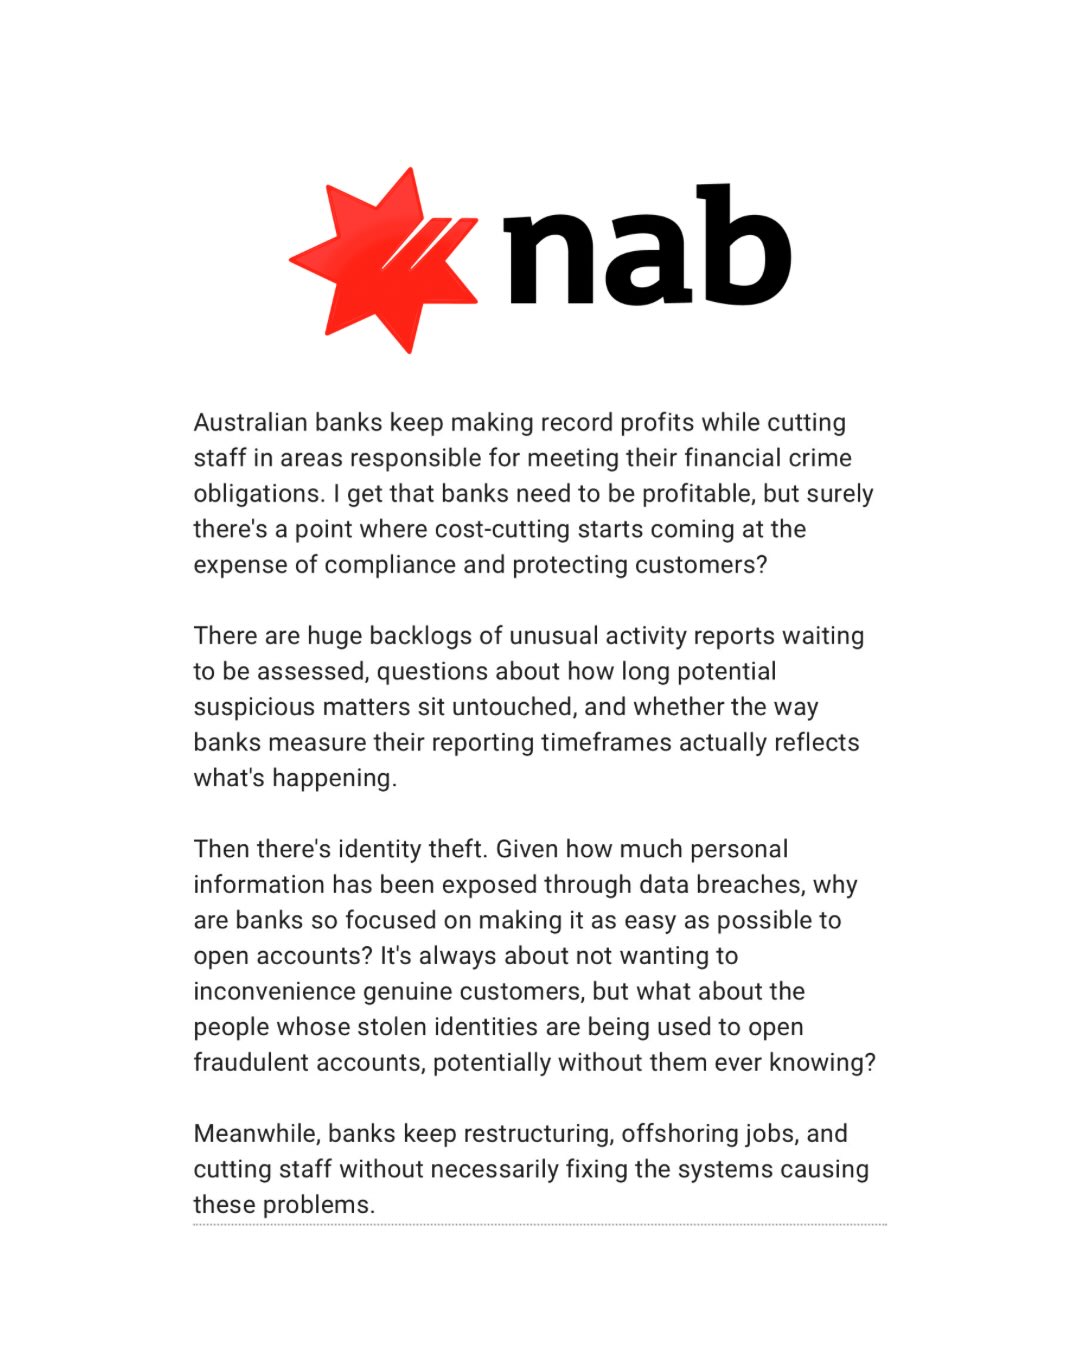 nab
Australian banks keep making record profits while cutting
staff in areas responsible for meeting their financial crime
obligations. I get that banks need to be profitable, but surely
there's a point where cost-cutting starts coming at the
expense of compliance and protecting customers?
There are huge backlogs of unusual activity reports waiting
to be assessed, questions about how long potential
suspicious matters sit untouched, and whether the way
banks measure their reporting timeframes actually reflects
what's happening.
Then there's identity theft. Given how much personal
information has been exposed through data breaches, why
are banks so focused on making it as easy as possible to
open accounts? It's always about not wanting to
inconvenience genuine customers, but what about the
people whose stolen identities are being used to open
fraudulent accounts, potentially without them ever knowing?
Meanwhile, banks keep restructuring, offshoring jobs, and
cutting staff without necessarily fixing the systems causing
these problems.